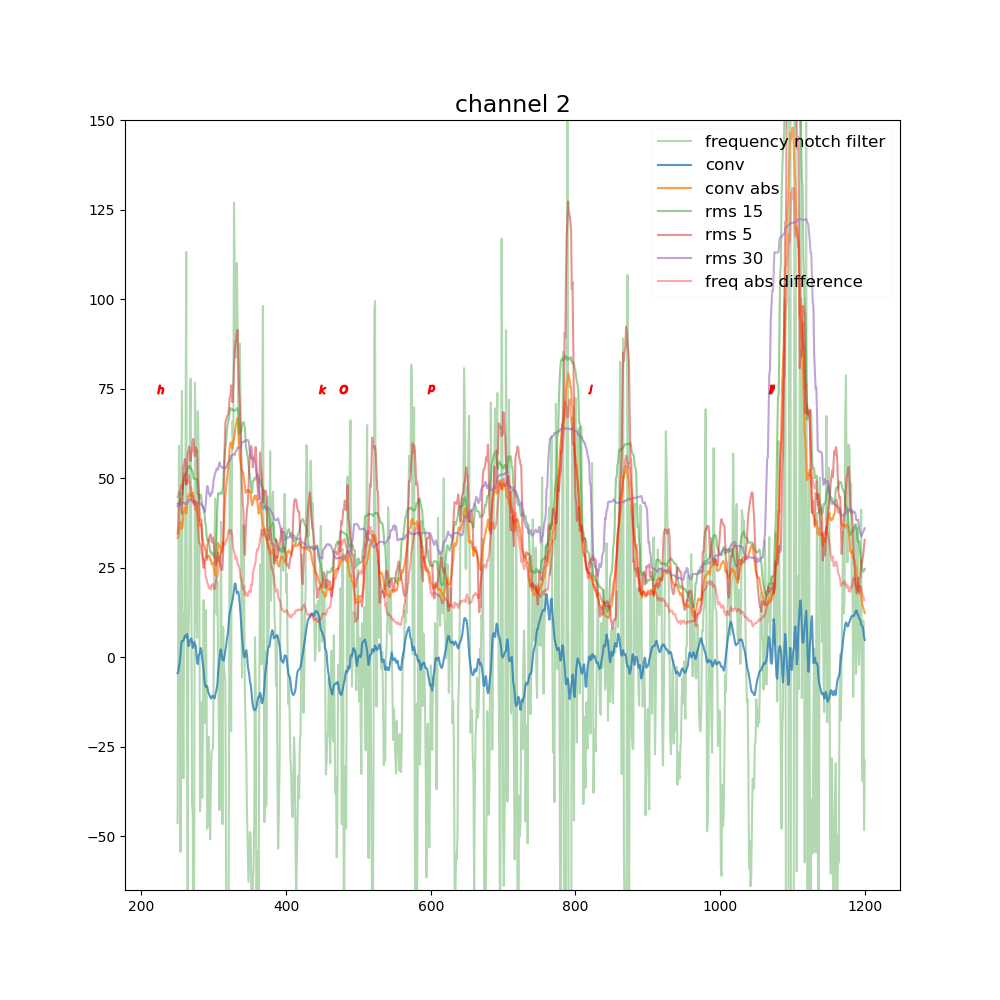 channel 2
150
125
100
75
50
25
0
−25
−50
200 400 600 800 1000 1200
frequency notch filter
conv
conv abs
rms 15
rms 5
rms 30
freq abs difference
h k O p j